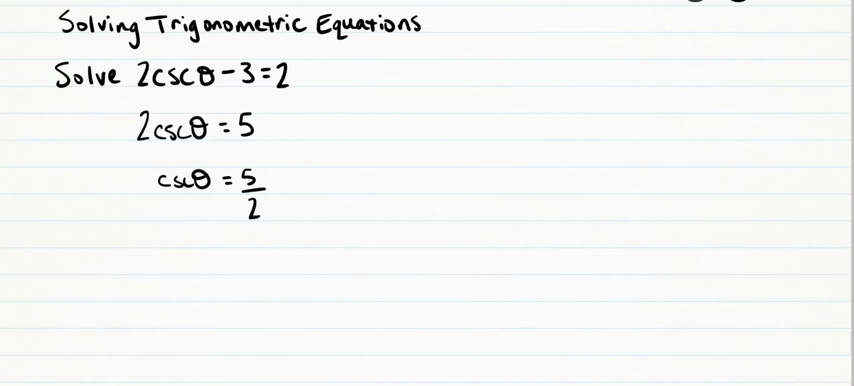 Solving Trigonometric Equations
Solve 2cscθ-3=2
2cscθ = 5
cscθ = 5/2